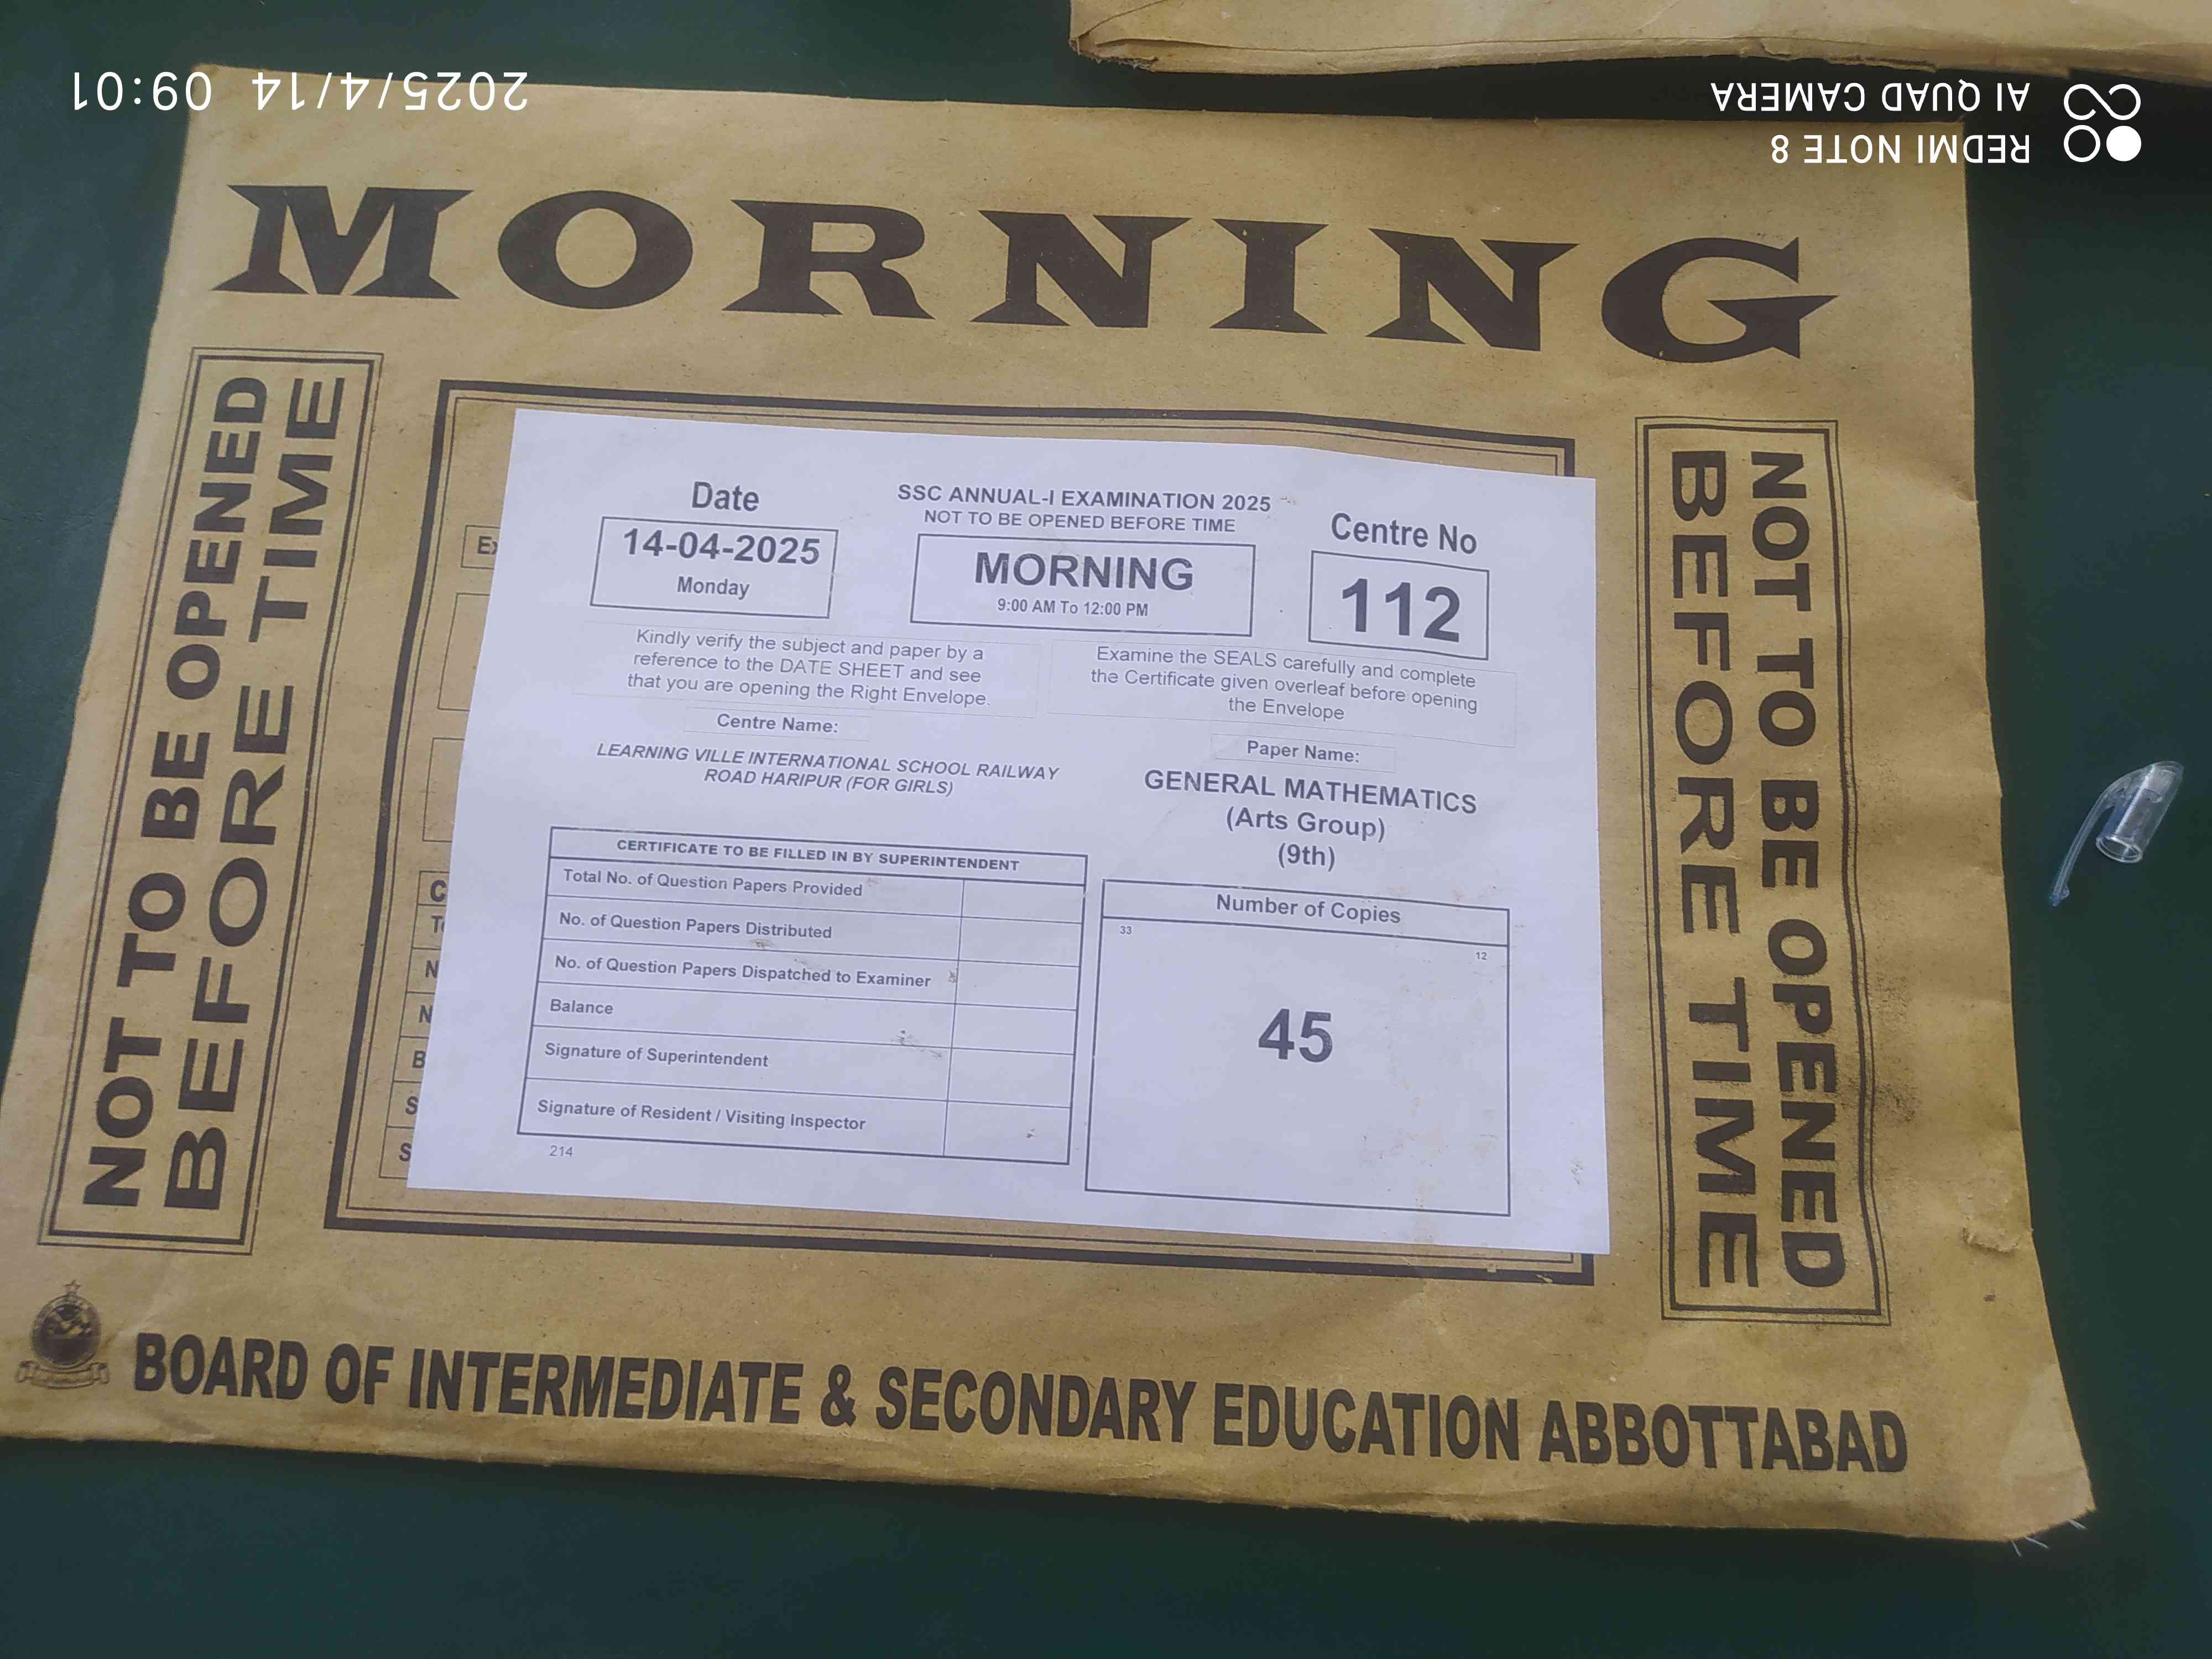 2025/4/14 09:01
REDMI NOTE 8
AI QUAD CAMERA
MORNING
NOT TO BE OPENED
BEFORE TIME
Date
14-04-2025
Monday
SSC ANNUAL-I EXAMINATION 2025
NOT TO BE OPENED BEFORE TIME
MORNING
9:00 AM To 12:00 PM
Centre No
112
Kindly verify the subject and paper by a
reference to the DATE SHEET and see
that you are opening the Right Envelope.
Examine the SEALS carefully and complete
the Certificate given overleaf before opening
the Envelope
Centre Name:
LEARNING VILLE INTERNATIONAL SCHOOL RAILWAY
ROAD HARIPUR (FOR GIRLS)
Paper Name:
GENERAL MATHEMATICS
(Arts Group)
(9th)
CERTIFICATE TO BE FILLED IN BY SUPERINTENDENT
Total No. of Question Papers Provided
No. of Question Papers Distributed
No. of Question Papers Dispatched to Examiner
Balance
Signature of Superintendent
Signature of Resident / Visiting Inspector
214
Number of Copies
33
12
45
NOT TO BE OPENED
BEFORE TIME
BOARD OF INTERMEDIATE & SECONDARY EDUCATION ABBOTTABAD